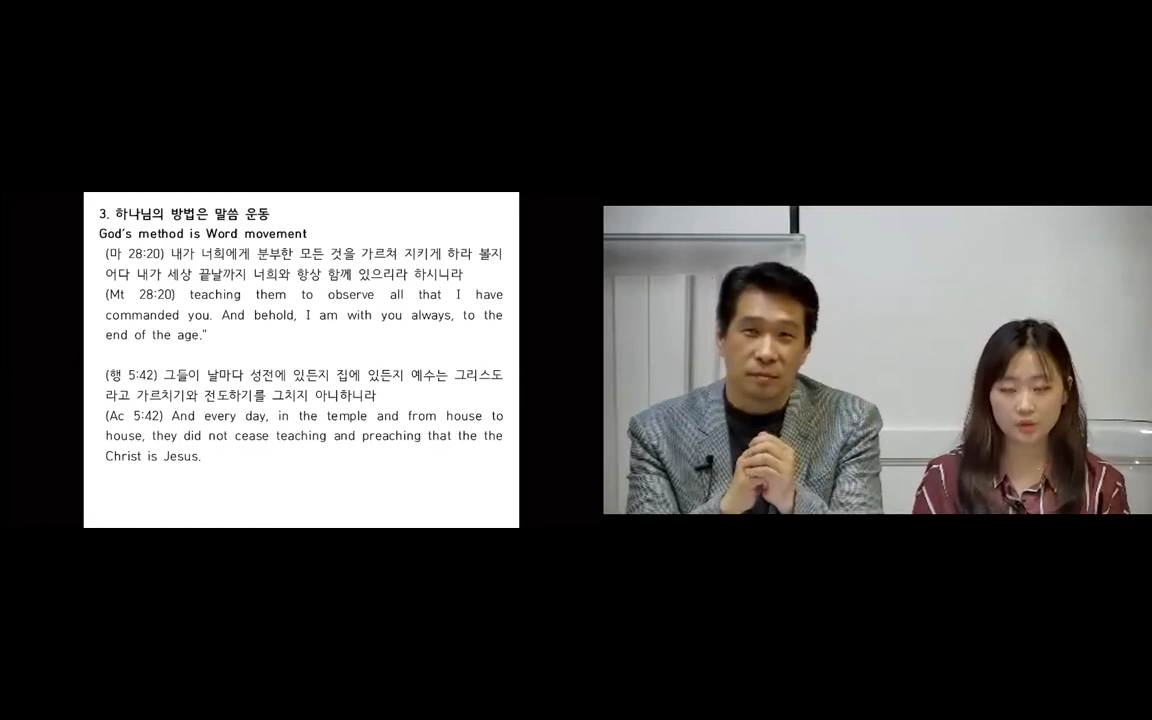 3. 하나님의 방법은 말씀 운동
God's method is Word movement
(마 28:20) 내가 너희에게 분부한 모든 것을 가르쳐 지키게 하라 볼지
어다 내가 세상 끝날까지 너희와 항상 함께 있으리라 하시니라
(Mt 28:20) teaching them to observe all that I have
commanded you. And behold, I am with you always, to the
end of the age."
(행 5:42) 그들이 날마다 성전에 있든지 집에 있든지 예수는 그리스도
라고 가르치기와 전도하기를 그치지 아니하니라
(Ac 5:42) And every day, in the temple and from house to
house, they did not cease teaching and preaching that the the
Christ is Jesus.